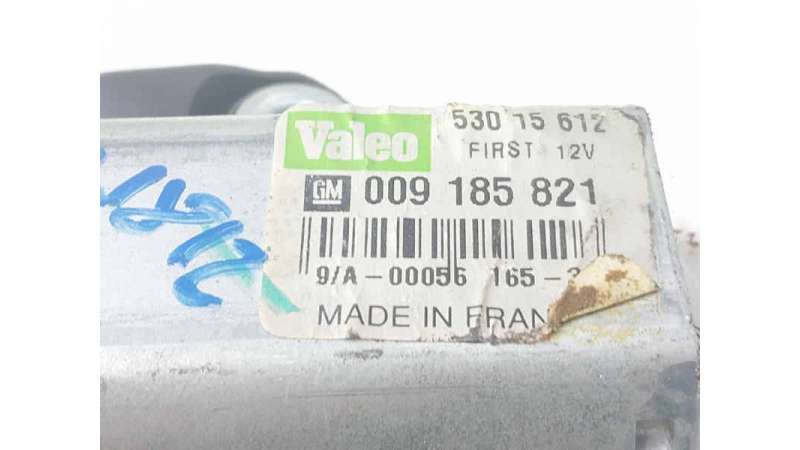 Valeo
530 15 612
FIRST 12V
GM
009 185 821
9/A-00056 165-
MADE IN FRAN